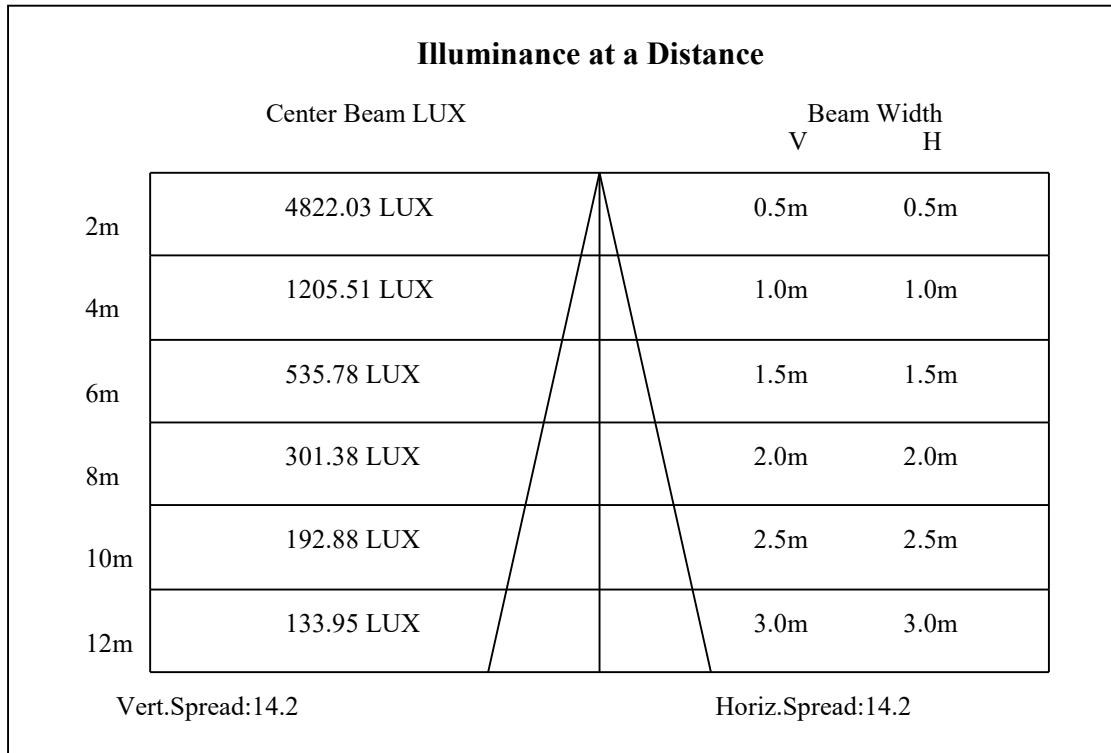 Illuminance at a Distance
Center Beam LUX Beam Width
V H
2m 4822.03 LUX 0.5m 0.5m
4m 1205.51 LUX 1.0m 1.0m
6m 535.78 LUX 1.5m 1.5m
8m 301.38 LUX 2.0m 2.0m
10m 192.88 LUX 2.5m 2.5m
12m 133.95 LUX 3.0m 3.0m
Vert.Spread:14.2 Horiz.Spread:14.2